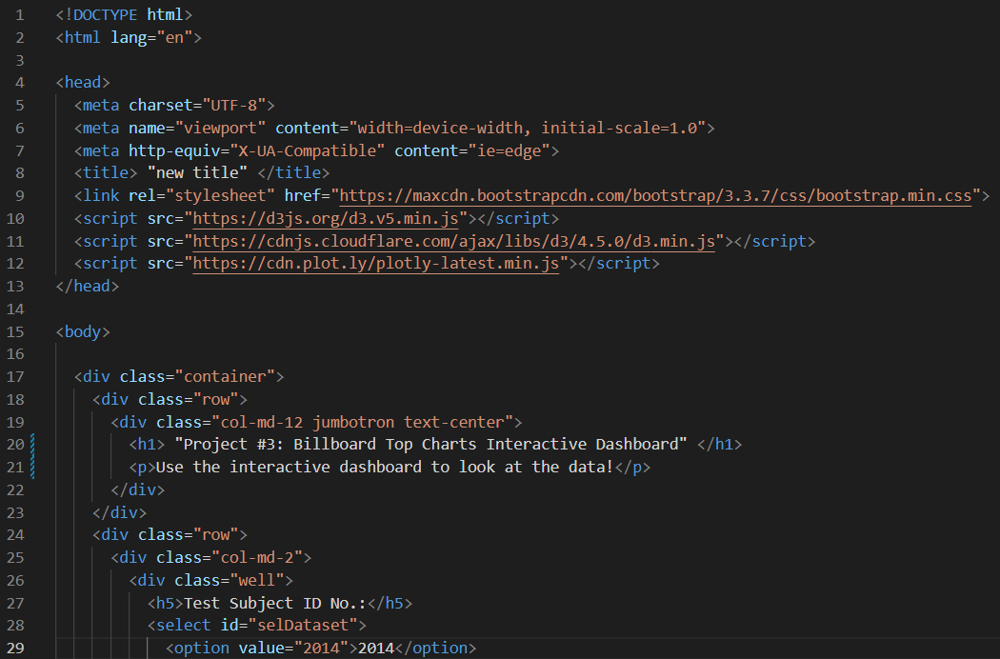 1 <!DOCTYPE html>
2 <html lang="en">
3
4 <head>
5 <meta charset="UTF-8">
6 <meta name="viewport" content="width=device-width, initial-scale=1.0">
7 <meta http-equiv="X-UA-Compatible" content="ie=edge">
8 <title> "new title" </title>
9 <link rel="stylesheet" href="https://maxcdn.bootstrapcdn.com/bootstrap/3.3.7/css/bootstrap.min.css">
10 <script src="https://d3js.org/d3.v5.min.js"></script>
11 <script src="https://cdnjs.cloudflare.com/ajax/libs/d3/4.5.0/d3.min.js"></script>
12 <script src="https://cdn.plot.ly/plotly-latest.min.js"></script>
13 </head>
14
15 <body>
16
17 <div class="container">
18 <div class="row">
19 <div class="col-md-12 jumbotron text-center">
20 <h1> "Project #3: Billboard Top Charts Interactive Dashboard" </h1>
21 <p>Use the interactive dashboard to look at the data!</p>
22 </div>
23 </div>
24 <div class="row">
25 <div class="col-md-2">
26 <div class="well">
27 <h5>Test Subject ID No.:</h5>
28 <select id="selDataset">
29 <option value="2014">2014</option>